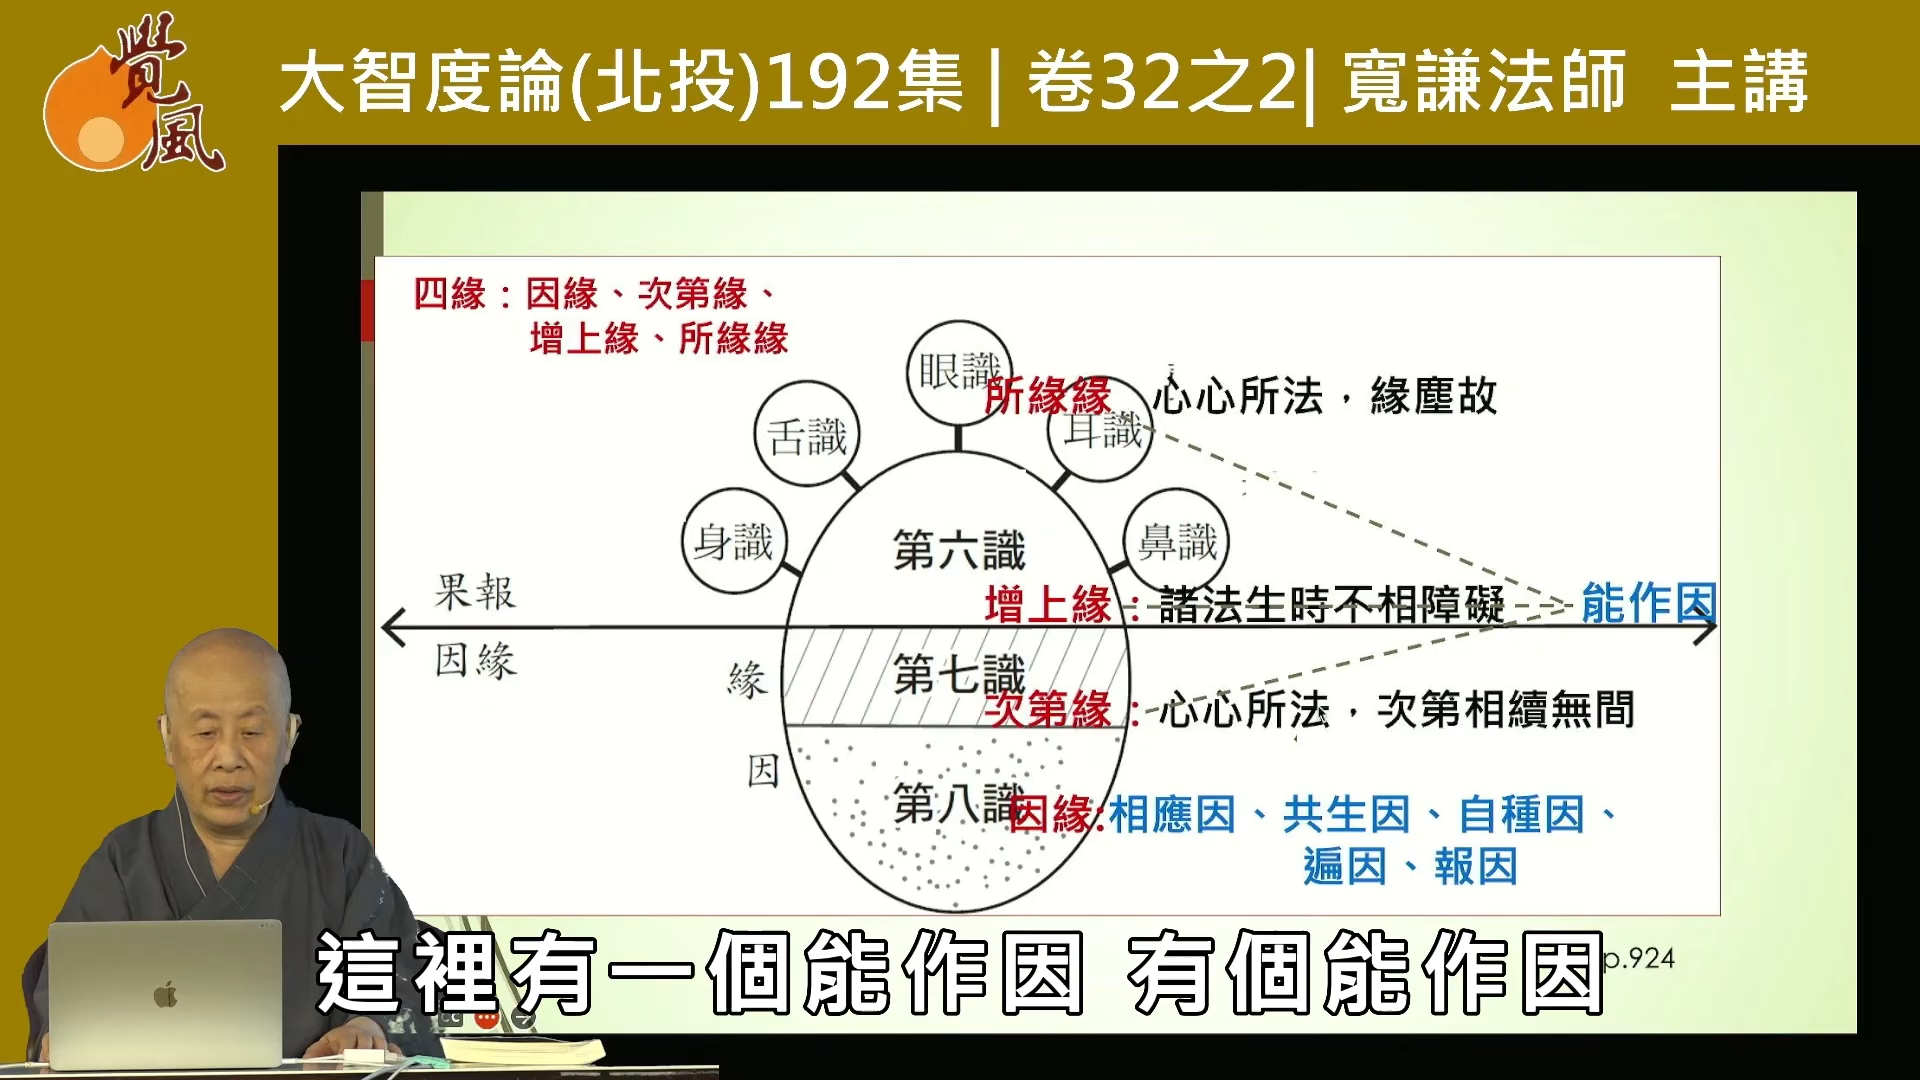 覺風
大智度論(北投)192集 | 卷32之2| 寬謙法師 主講
四緣：因緣、次第緣、
增上緣、所緣緣
眼識
舌識
耳識
身識
鼻識
所緣緣
心心所法，緣塵故
第六識
果報
因緣
增上緣：諸法生時不相障礙
能作因
緣
第七識
次第緣：心心所法，次第相續無間
因
第八識
因緣:相應因、共生因、自種因、
遍因、報因
p.924
這裡有一個能作因 有個能作因